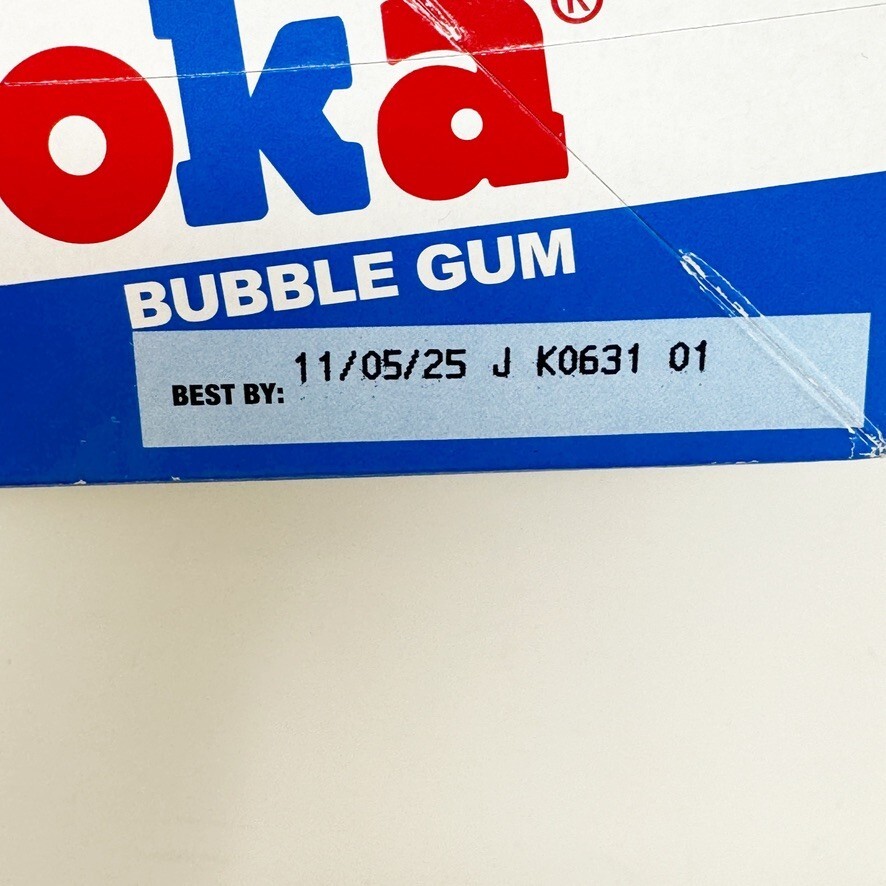 oka®
BUBBLE GUM
BEST BY: 11/05/25 J K0631 01